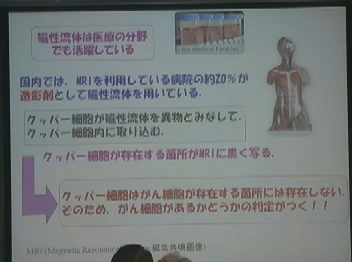 磁性流体は医療の分野
でも活躍している
国内では、MRIを利用している病院の約20%が
造影剤として磁性流体を用いている。
クッパー細胞が磁性流体を異物とみなして、
クッパー細胞内に取り込む。
クッパー細胞が存在する箇所がMRIに黒く写る。
クッパー細胞はがん細胞が存在する箇所には存在しない。
そのため、がん細胞があるかどうかの判定がつく!!
MRI (Magnetic Resonance 磁気共鳴画像)